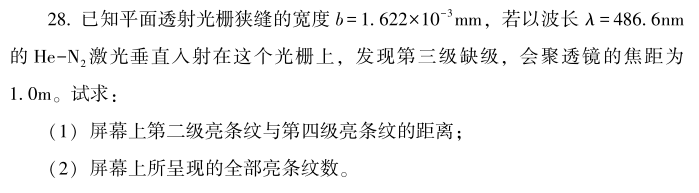 28. 已知平面透射光栅狭缝的宽度 b=1.622×10⁻³mm，若以波长 λ=486.6nm
的 He-N₂激光垂直人射在这个光栅上，发现第三级缺级，会聚透镜的焦距为
1.0m。试求：
(1) 屏幕上第二级亮条纹与第四级亮条纹的距离；
(2) 屏幕上所呈现的全部亮条纹数。